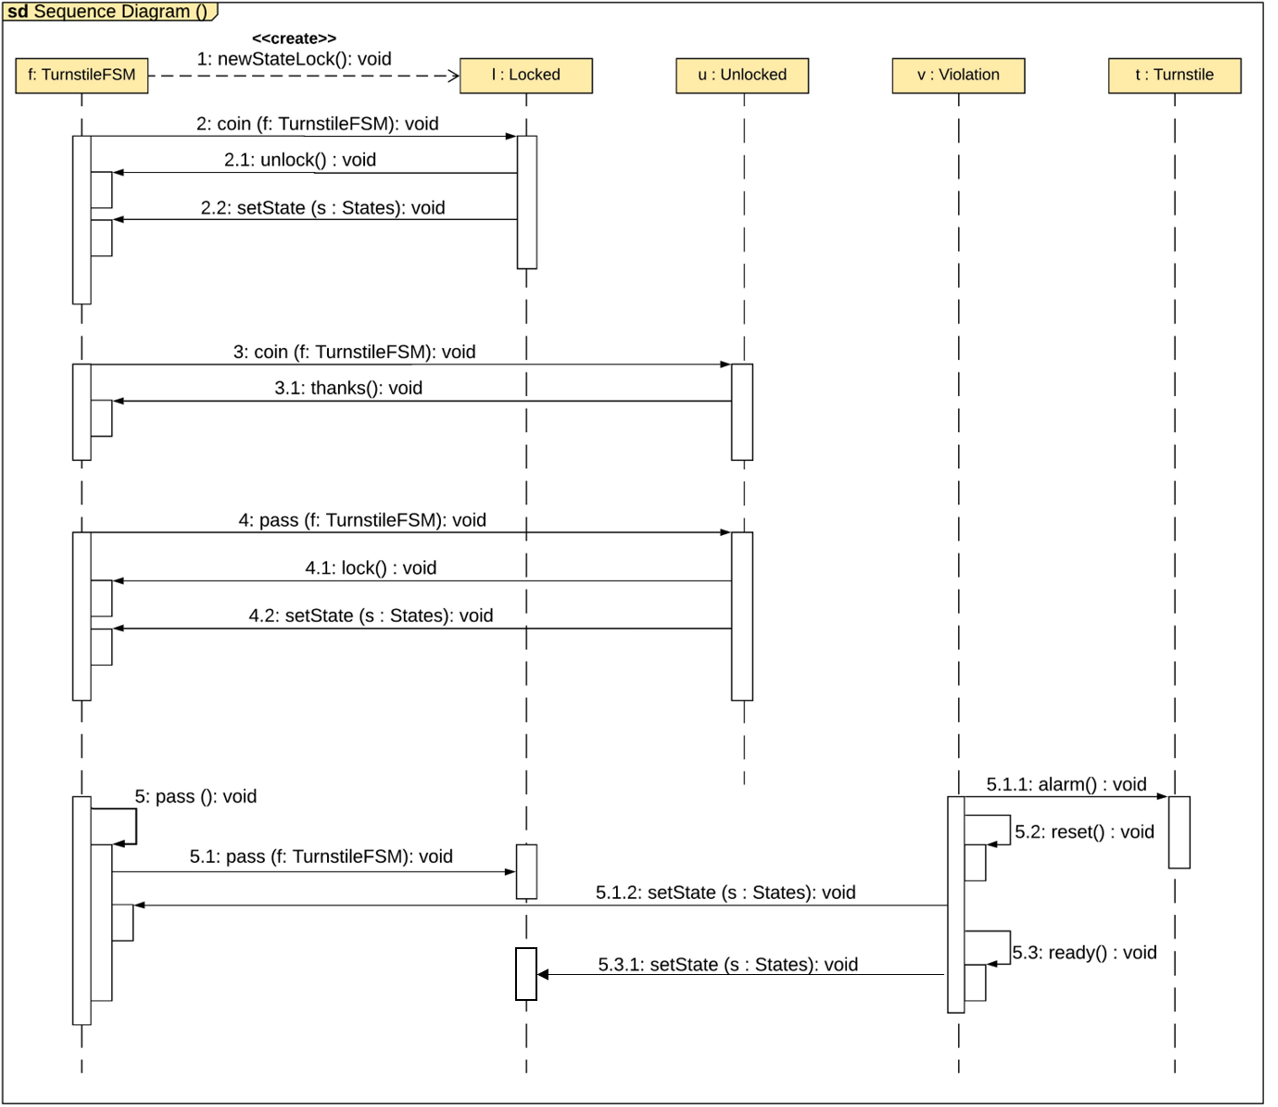 sd Sequence Diagram ()
<<create>>
1: newStateLock(): void
f: TurnstileFSM
l : Locked
u : Unlocked
v : Violation
t : Turnstile
2: coin (f: TurnstileFSM): void
2.1: unlock() : void
2.2: setState (s : States): void
3: coin (f: TurnstileFSM): void
3.1: thanks(): void
4: pass (f: TurnstileFSM): void
4.1: lock() : void
4.2: setState (s : States): void
5.1.1: alarm() : void
5: pass (): void
5.2: reset() : void
5.1: pass (f: TurnstileFSM): void
5.1.2: setState (s : States): void
5.3: ready() : void
5.3.1: setState (s : States): void